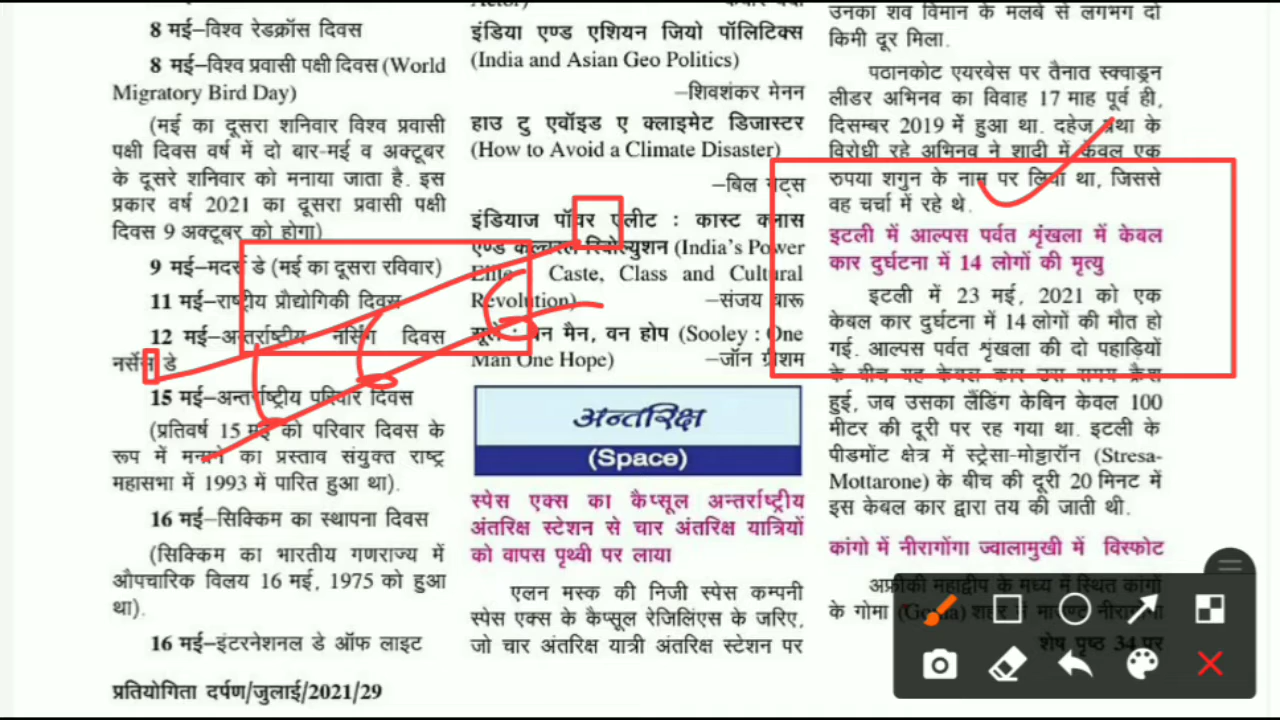 8 मई–विश्व रेडक्रॉस दिवस
8 मई–विश्व प्रवासी पक्षी दिवस (World
Migratory Bird Day)
(मई का दूसरा शनिवार विश्व प्रवासी
पक्षी दिवस वर्ष में दो बार-मई व अक्टूबर
के दूसरे शनिवार को मनाया जाता है. इस
प्रकार वर्ष 2021 का दूसरा प्रवासी पक्षी
दिवस 9 अक्टूबर को होगा)
9 मई–मदर्स डे (मई का दूसरा रविवार)
11 मई–राष्ट्रीय प्रौद्योगिकी दिवस
12 मई–अन्तर्राष्ट्रीय नर्सिंग दिवस
नर्सेस डे
15 मई–अन्तर्राष्ट्रीय परिवार दिवस
(प्रतिवर्ष 15 मई को परिवार दिवस के
रूप में मनाने का प्रस्ताव संयुक्त राष्ट्र
महासभा में 1993 में पारित हुआ था).
16 मई–सिक्किम का स्थापना दिवस
(सिक्किम का भारतीय गणराज्य में
औपचारिक विलय 16 मई, 1975 को हुआ
था).
16 मई–इंटरनेशनल डे ऑफ लाइट
प्रतियोगिता दर्पण/जुलाई/2021/29
इंडिया एण्ड एशियन जियो पॉलिटिक्स
(India and Asian Geo Politics)
–शिवशंकर मेनन
हाउ टु एवॉइड ए क्लाइमेट डिजास्टर
(How to Avoid a Climate Disaster)
–बिल गेट्स
इंडियाज पॉवर एलीट : कास्ट क्लास
एण्ड कल्चरल रिवोल्युशन (India's Power
Elite Caste, Class and Cultural
Revolution) –संजय बारू
सूले : वन मैन, वन होप (Sooley : One
Man One Hope) –जॉन ग्रीशम
अन्तरिक्ष
(Space)
स्पेस एक्स का कैप्सूल अन्तर्राष्ट्रीय
अंतरिक्ष स्टेशन से चार अंतरिक्ष यात्रियों
को वापस पृथ्वी पर लाया
एलन मस्क की निजी स्पेस कम्पनी
स्पेस एक्स के कैप्सूल रेजिलिएंस के जरिए,
जो चार अंतरिक्ष यात्री अंतरिक्ष स्टेशन पर
उनका शव विमान के मलबे से लगभग दो
किमी दूर मिला.
पठानकोट एयरबेस पर तैनात स्क्वाड्रन
लीडर अभिनव का विवाह 17 माह पूर्व ही,
दिसम्बर 2019 में हुआ था. दहेज प्रथा के
विरोधी रहे अभिनव ने शादी में केवल एक
रुपया शगुन के नाम पर लिया था, जिससे
वह चर्चा में रहे थे.
इटली में आल्पस पर्वत शृंखला में केबल
कार दुर्घटना में 14 लोगों की मृत्यु
इटली में 23 मई, 2021 को एक
केबल कार दुर्घटना में 14 लोगों की मौत हो
गई. आल्पस पर्वत शृंखला की दो पहाड़ियों
के बीच यह केबल कार उस समय क्रैश
हुई, जब उसका लैंडिंग केबिन केवल 100
मीटर की दूरी पर रह गया था. इटली के
पीडमोंट क्षेत्र में स्ट्रेसा-मोट्टारॉन (Stresa-
Mottarone) के बीच की दूरी 20 मिनट में
इस केबल कार द्वारा तय की जाती थी.
कांगो में नीरागोंगा ज्वालामुखी में विस्फोट
अफ्रीकी महाद्वीप के मध्य में स्थित कांगो
के गोमा (Goma) शहर में माउण्ट नीरागोंगा
शेष पृष्ठ 34 पर